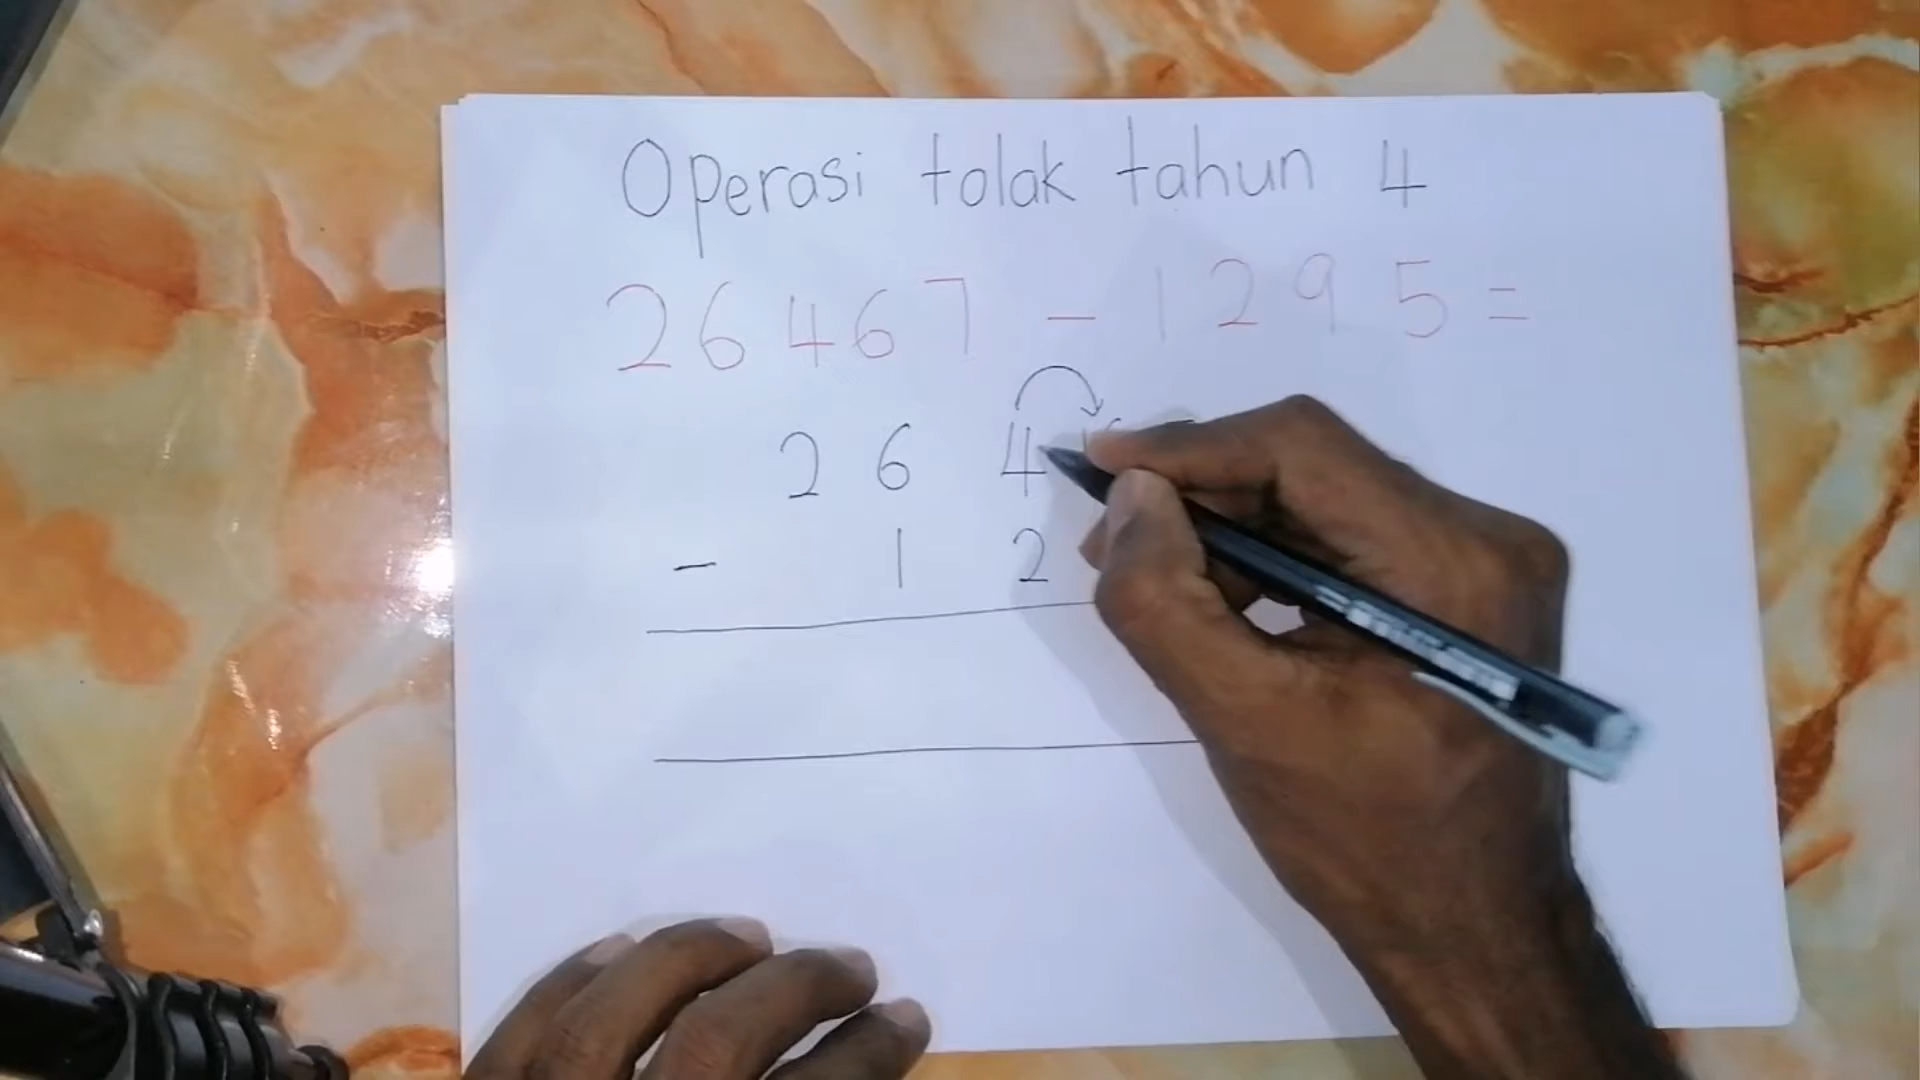 Operasi tolak tahun 4
26467 - 1295 =
2 6 4
- 1 2